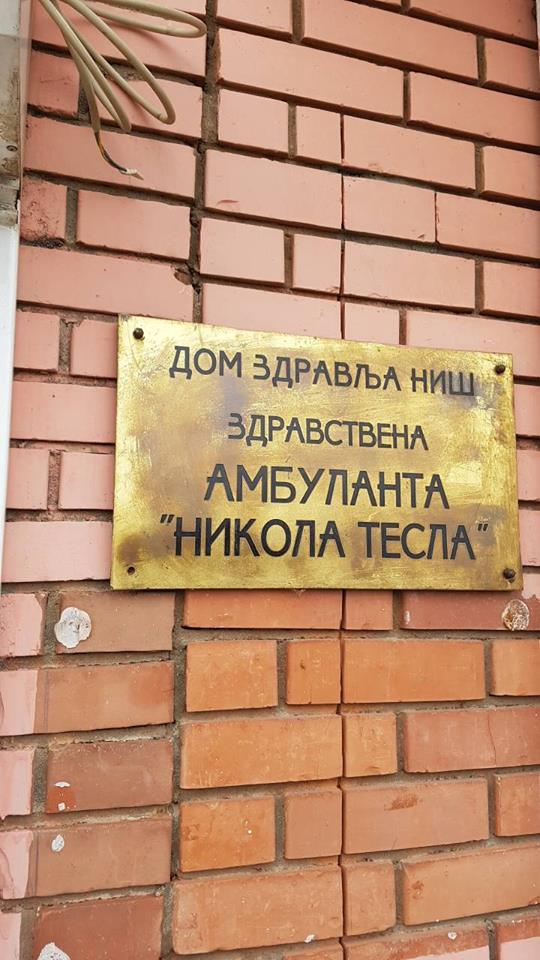 ДОМ ЗДРАВЉА НИШ
ЗДРАВСТВЕНА
АМБУЛАНТА
"НИКОЛА ТЕСЛА"